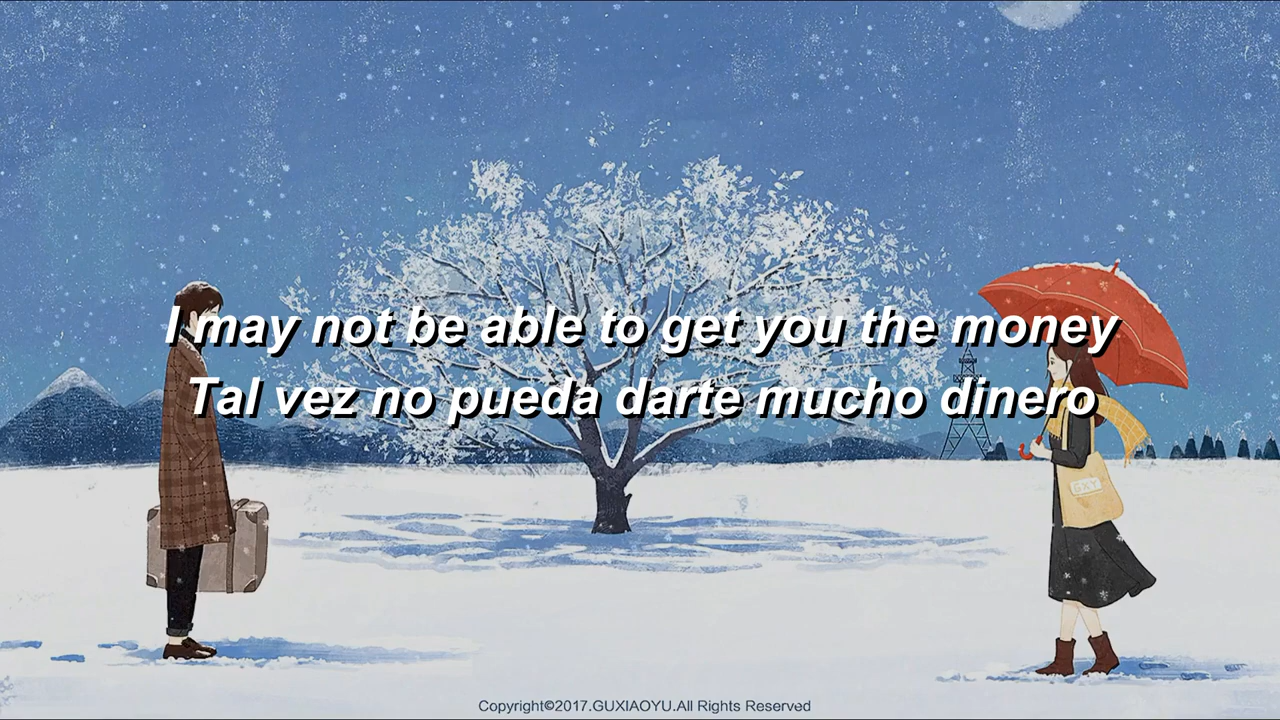 I may not be able to get you the money
Tal vez no pueda darte mucho dinero
GXY
Copyright©2017.GUXIAOYU.All Rights Reserved